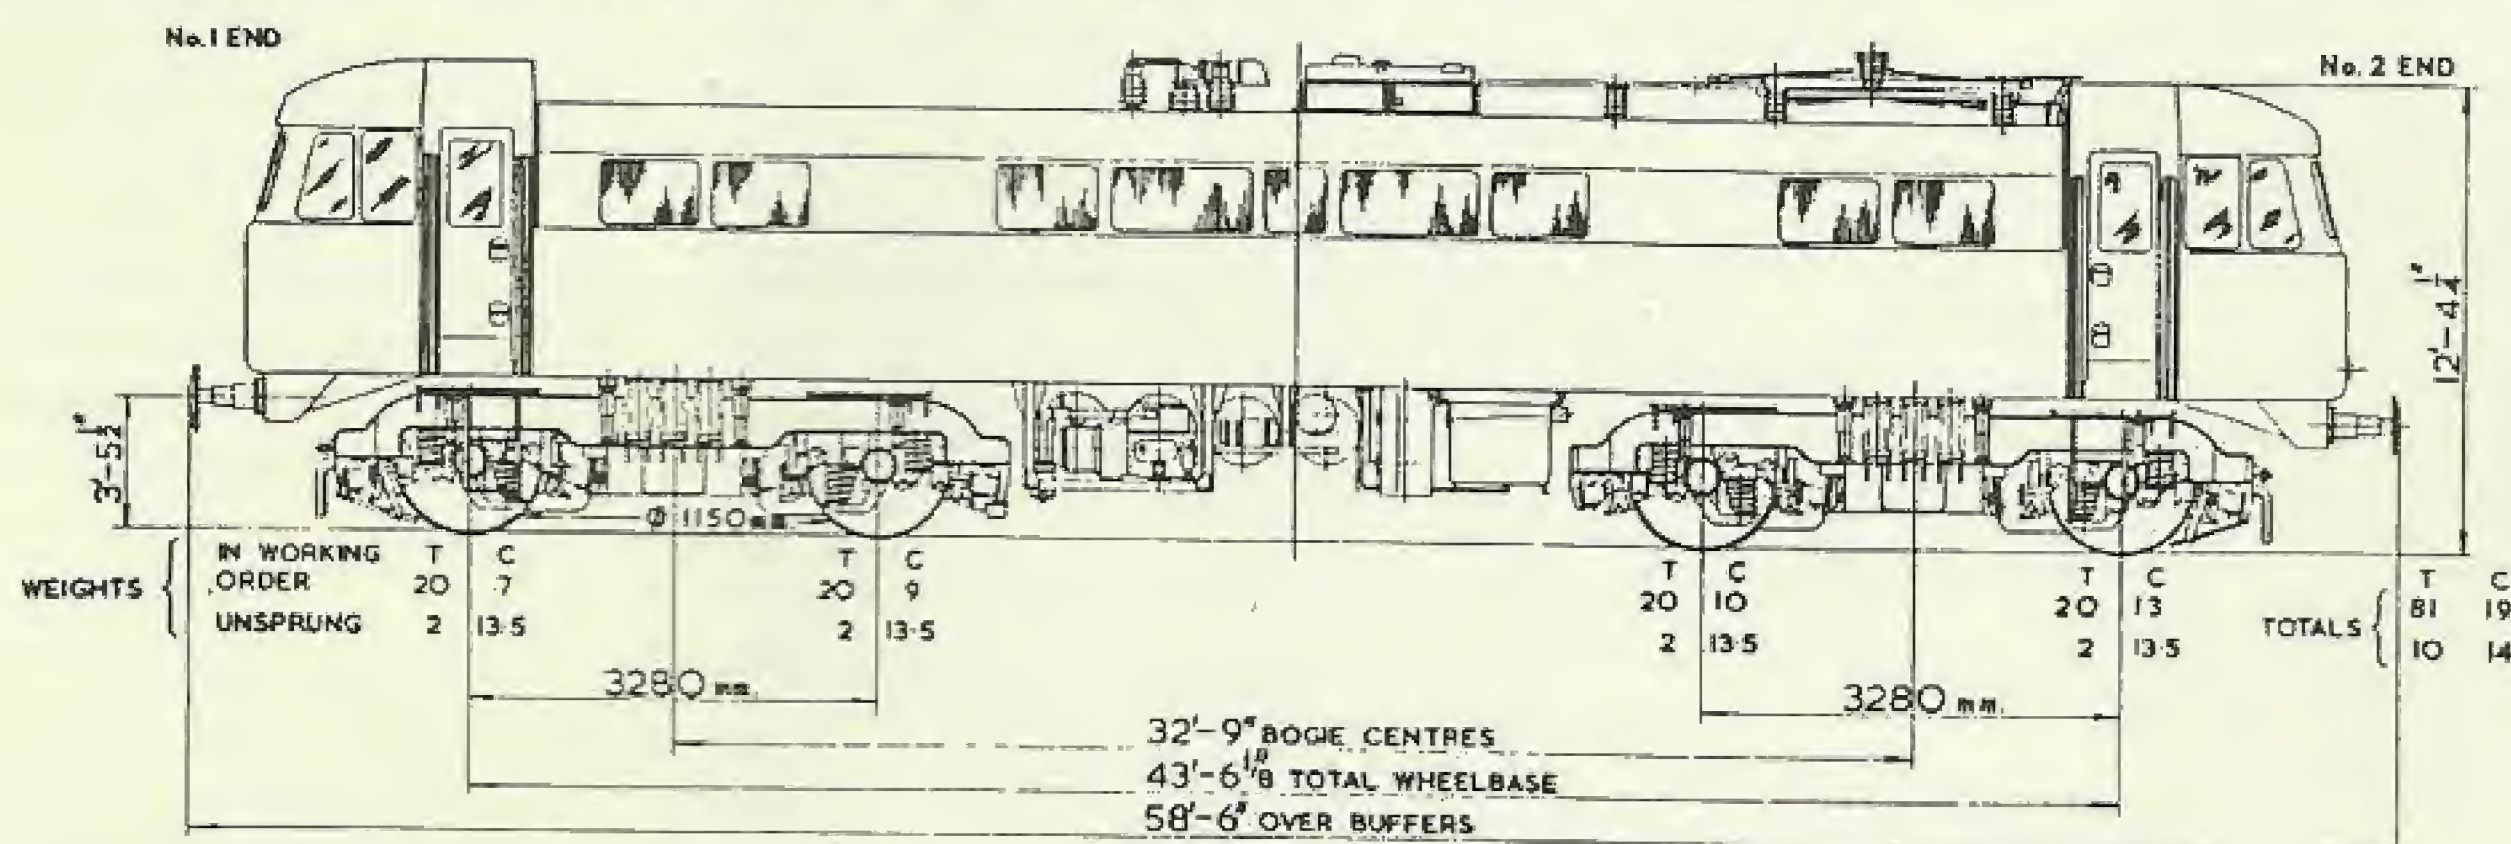 No. 1 END
No. 2 END
3'-5½"
12'-4¼"
Ø 1150 mm
WEIGHTS
IN WORKING ORDER
T C
20 7
T C
20 9
T C
20 10
T C
20 13
UNSPRUNG
2 13·5
2 13·5
2 13·5
2 13·5
TOTALS
T C
81 19
10 14
3280 mm.
3280 mm.
32'-9" BOGIE CENTRES
43'-6⅛" TOTAL WHEELBASE
58'-6" OVER BUFFERS